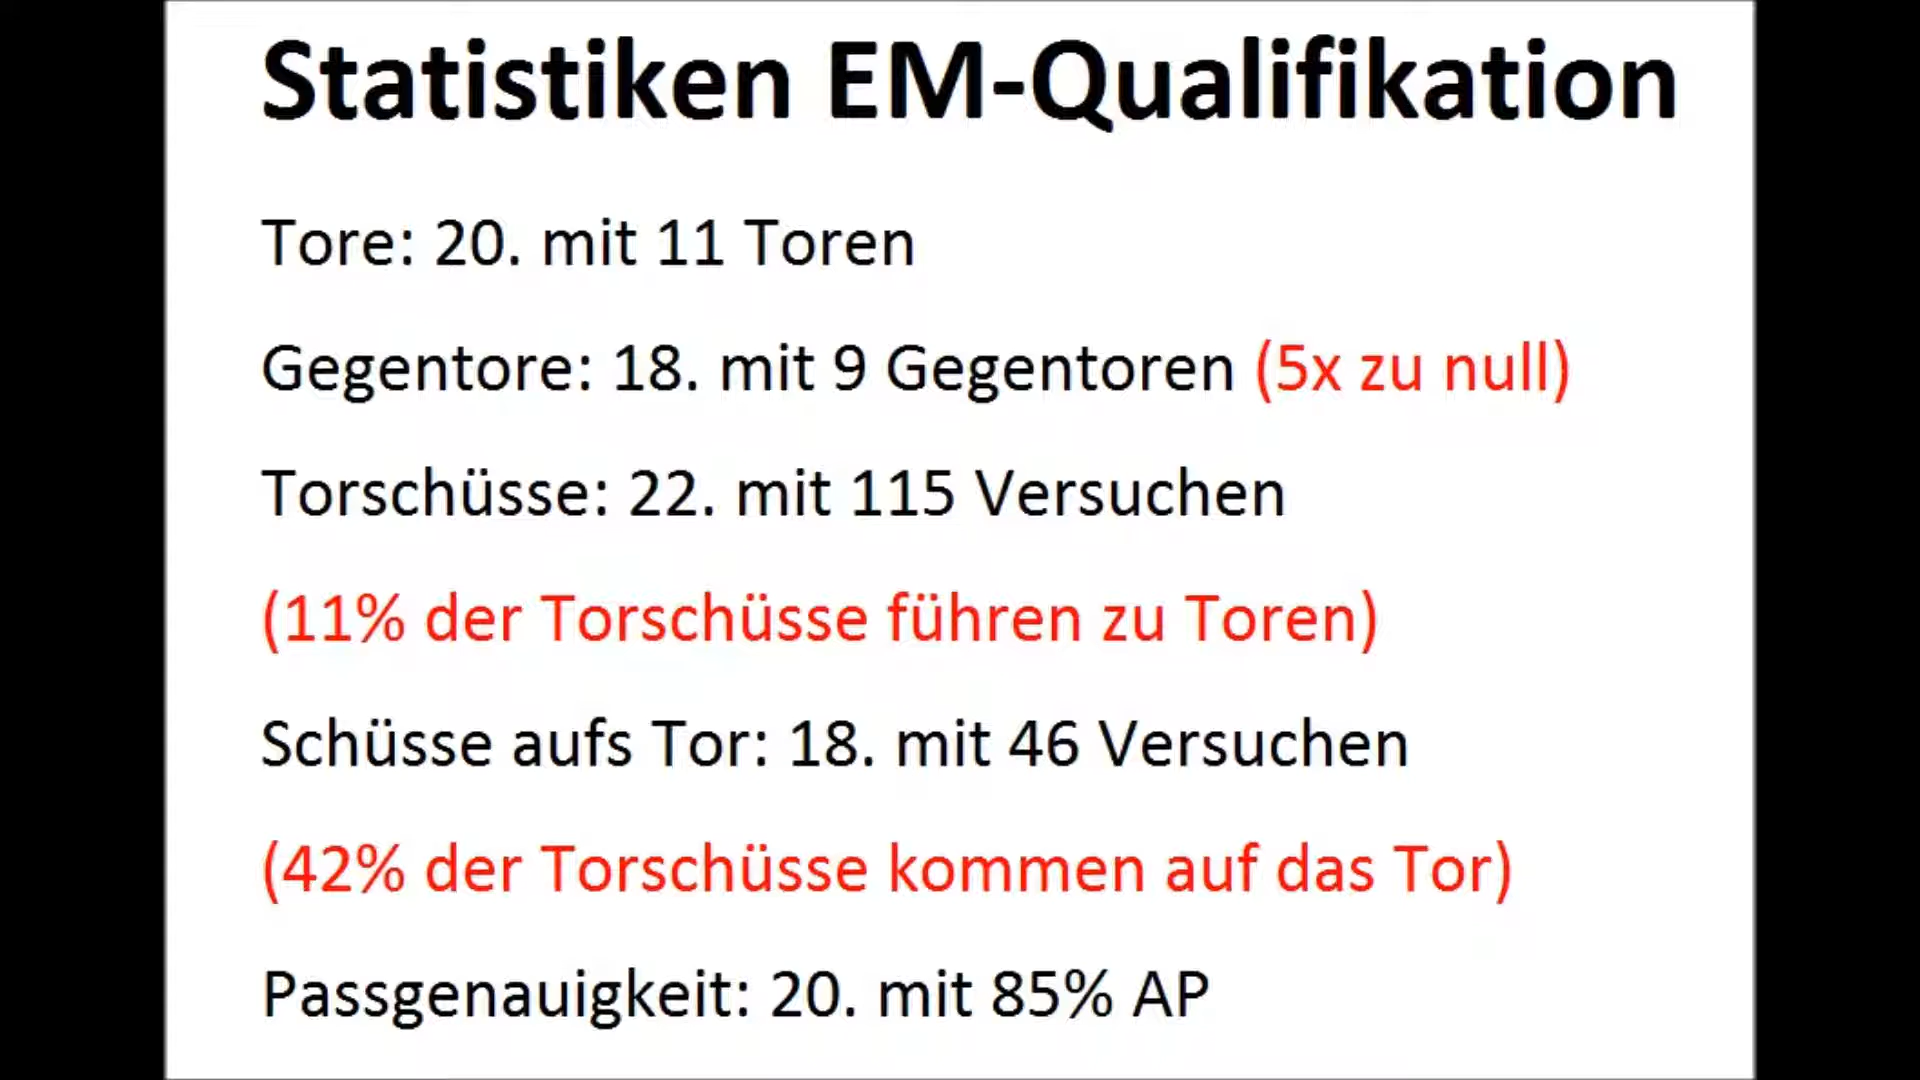 Statistiken EM-Qualifikation
Tore: 20. mit 11 Toren
Gegentore: 18. mit 9 Gegentoren (5x zu null)
Torschüsse: 22. mit 115 Versuchen
(11% der Torschüsse führen zu Toren)
Schüsse aufs Tor: 18. mit 46 Versuchen
(42% der Torschüsse kommen auf das Tor)
Passgenauigkeit: 20. mit 85% AP